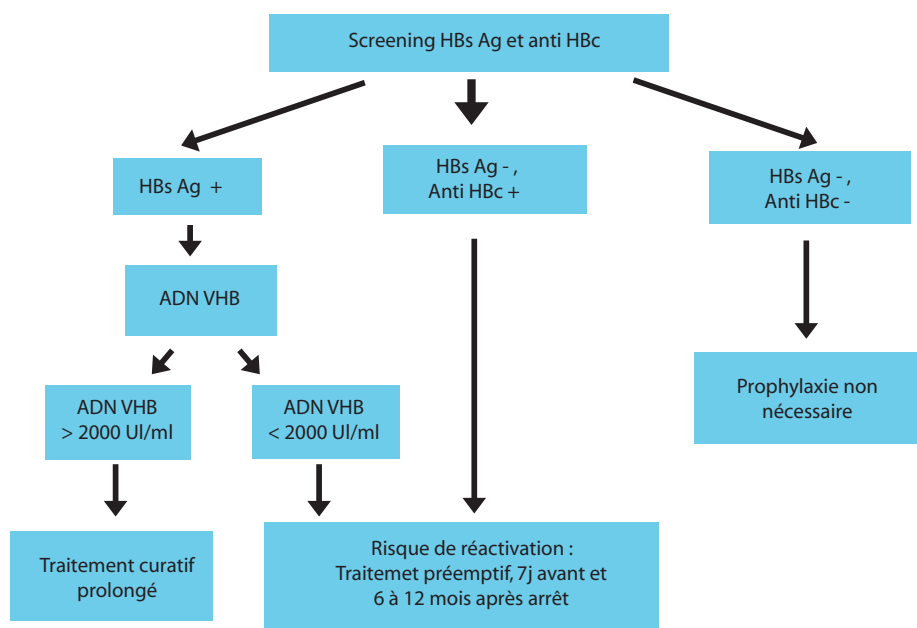 Screening HBs Ag et anti HBc
HBs Ag +
HBs Ag - ,
Anti HBc +
HBs Ag - ,
Anti HBc -
ADN VHB
ADN VHB
> 2000 UI/ml
ADN VHB
< 2000 UI/ml
Prophylaxie non
nécessaire
Traitement curatif
prolongé
Risque de réactivation :
Traitemet préemptif, 7j avant et
6 à 12 mois après arrêt